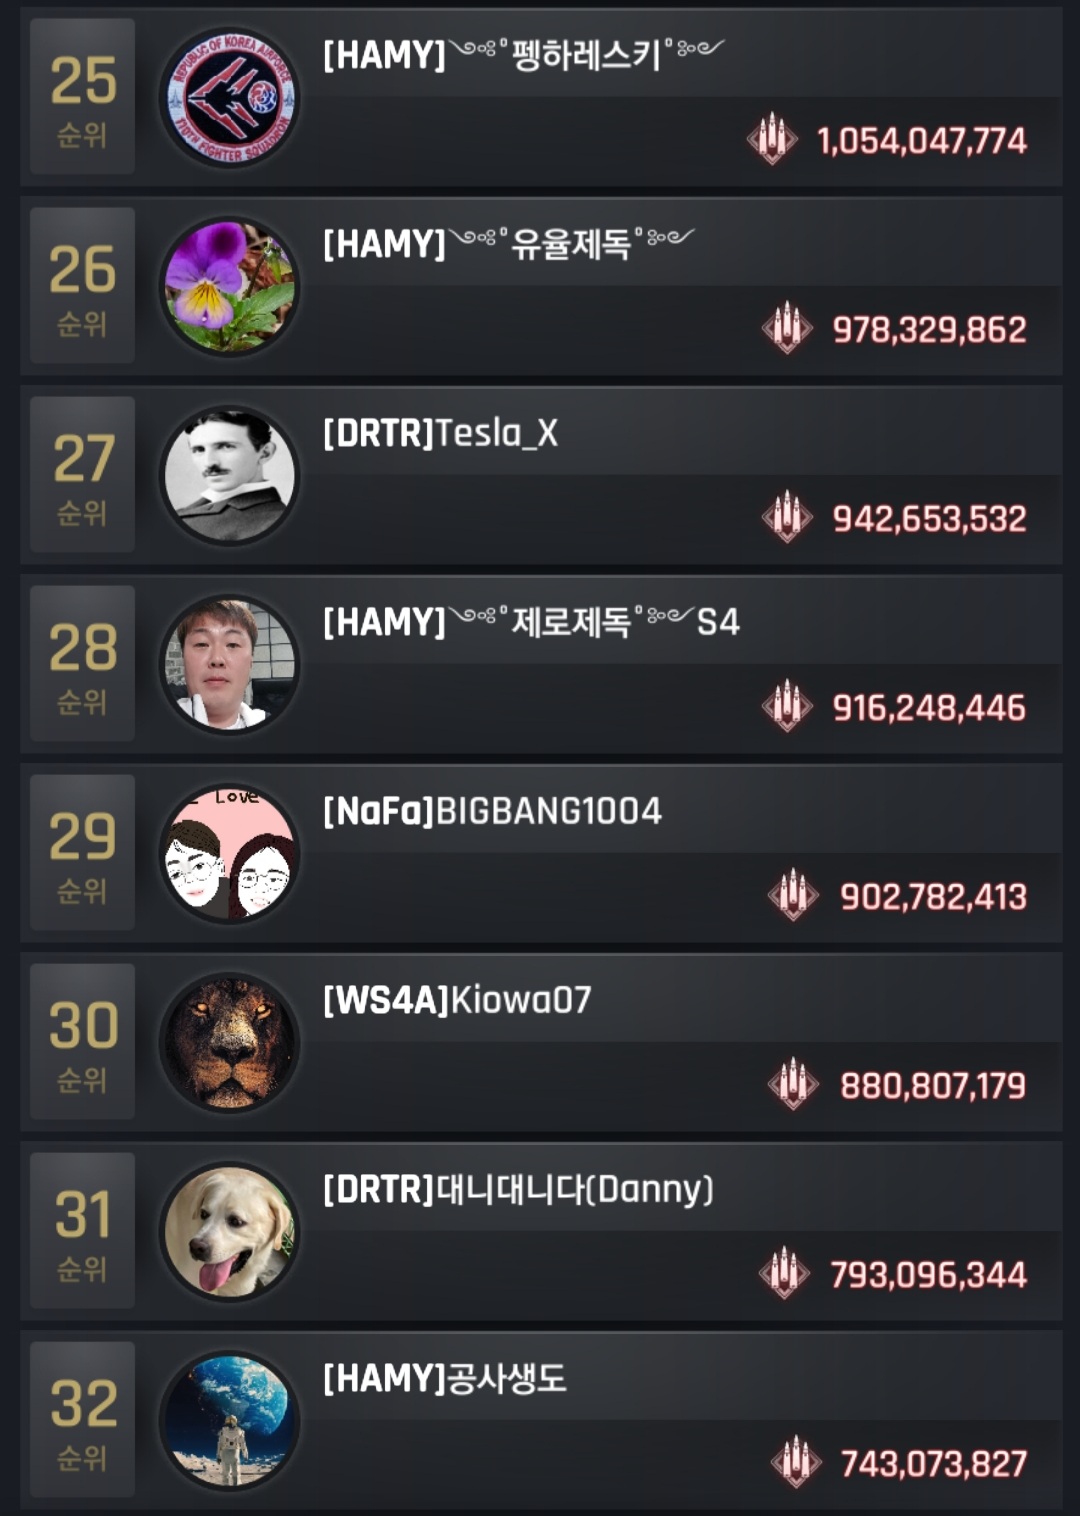 25
순위
REPUBLIC OF KOREA AIRFORCE
110TH FIGHTER SQUADRON
[HAMY]༺ৡ˚펭하레스키˚ৡ༻
1,054,047,774
26
순위
[HAMY]༺ৡ˚유율제독˚ৡ༻
978,329,862
27
순위
[DRTR]Tesla_X
942,653,532
28
순위
[HAMY]༺ৡ˚제로제독˚ৡ༻S4
916,248,446
29
순위
Love
[NaFa]BIGBANG1004
902,782,413
30
순위
[WS4A]Kiowa07
880,807,179
31
순위
[DRTR]대니대니다(Danny)
793,096,344
32
순위
[HAMY]공사생도
743,073,827